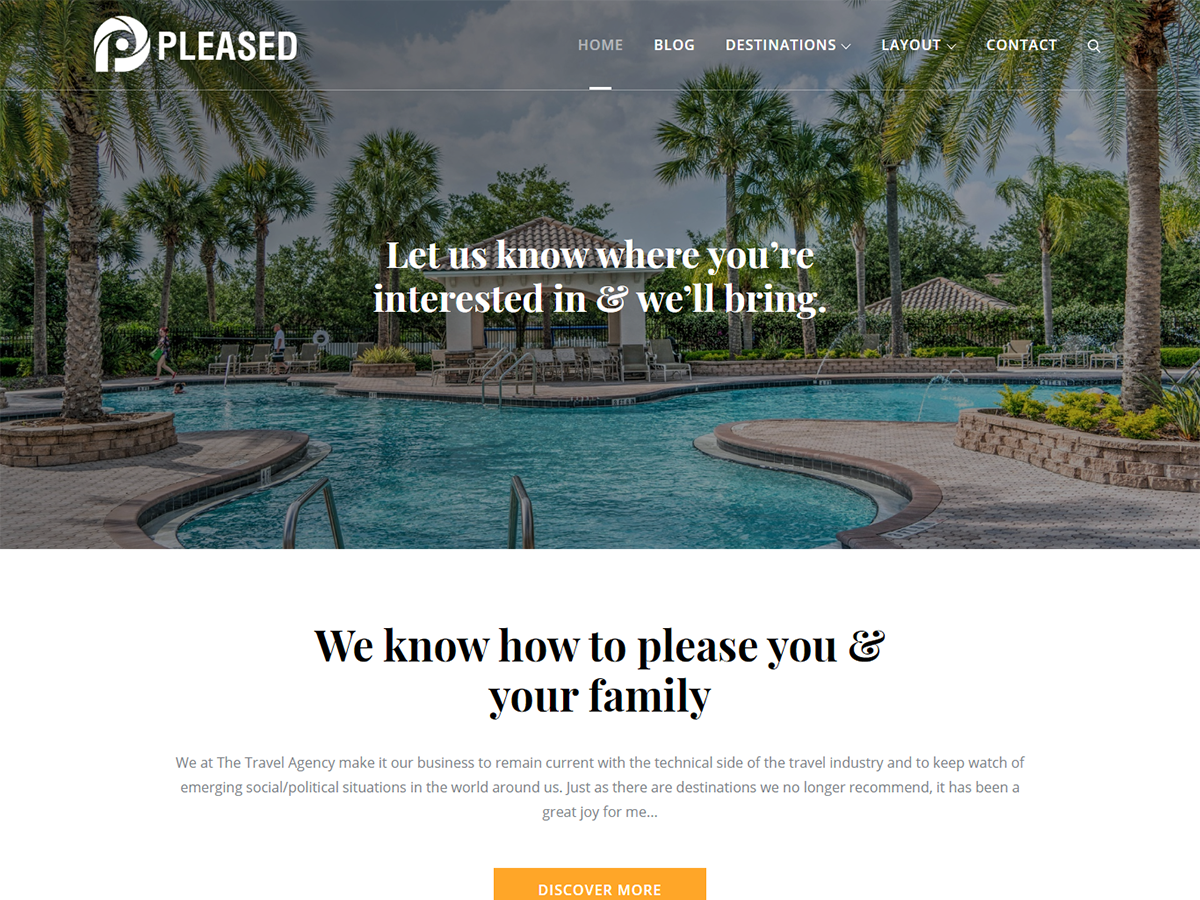 PLEASED
HOME BLOG DESTINATIONS LAYOUT CONTACT
Let us know where you’re
interested in & we’ll bring.
We know how to please you &
your family
We at The Travel Agency make it our business to remain current with the technical side of the travel industry and to keep watch of
emerging social/political situations in the world around us. Just as there are destinations we no longer recommend, it has been a
great joy for me...
DISCOVER MORE